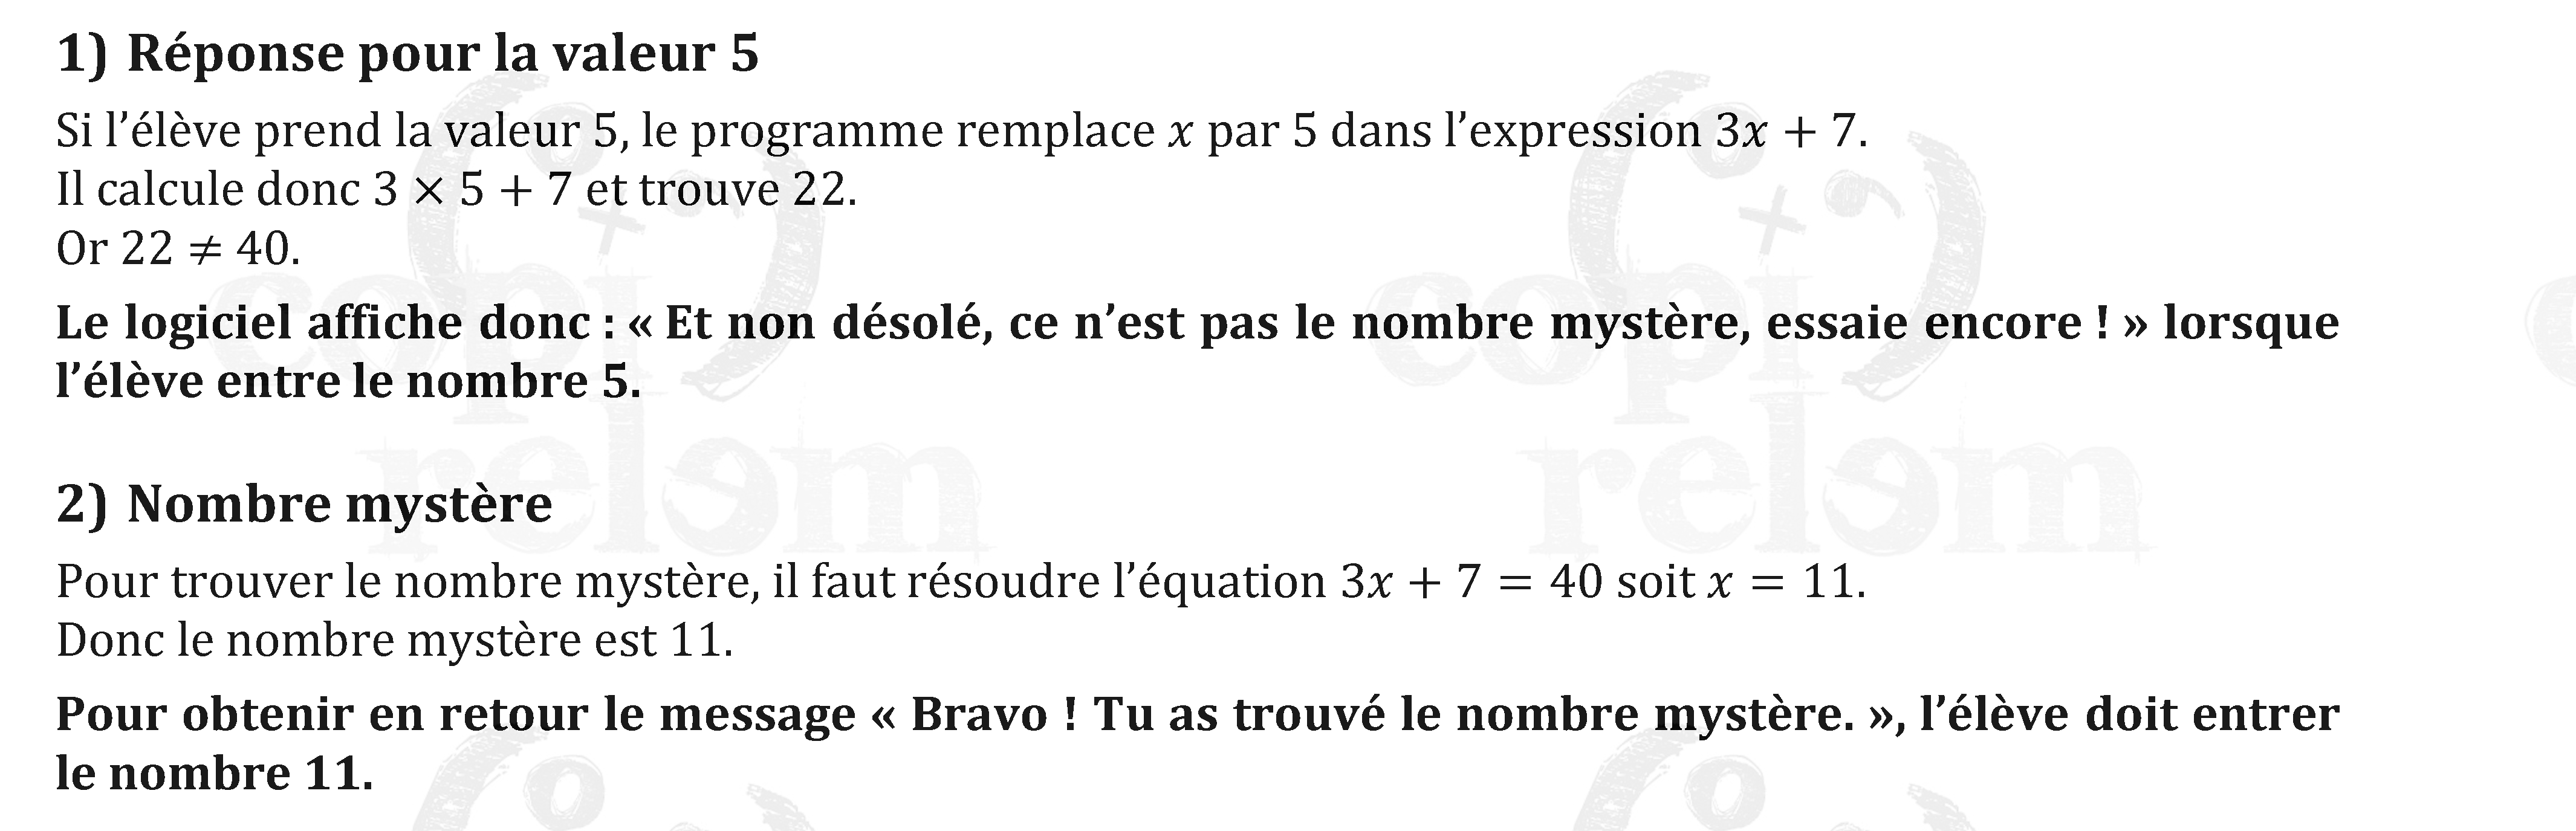 1) Réponse pour la valeur 5
Si l’élève prend la valeur 5, le programme remplace x par 5 dans l’expression 3x + 7.
Il calcule donc 3 × 5 + 7 et trouve 22.
Or 22 ≠ 40.
Le logiciel affiche donc : « Et non désolé, ce n’est pas le nombre mystère, essaie encore ! » lorsque
l’élève entre le nombre 5.
2) Nombre mystère
Pour trouver le nombre mystère, il faut résoudre l’équation 3x + 7 = 40 soit x = 11.
Donc le nombre mystère est 11.
Pour obtenir en retour le message « Bravo ! Tu as trouvé le nombre mystère. », l’élève doit entrer
le nombre 11.
copi
relem
copi
relem